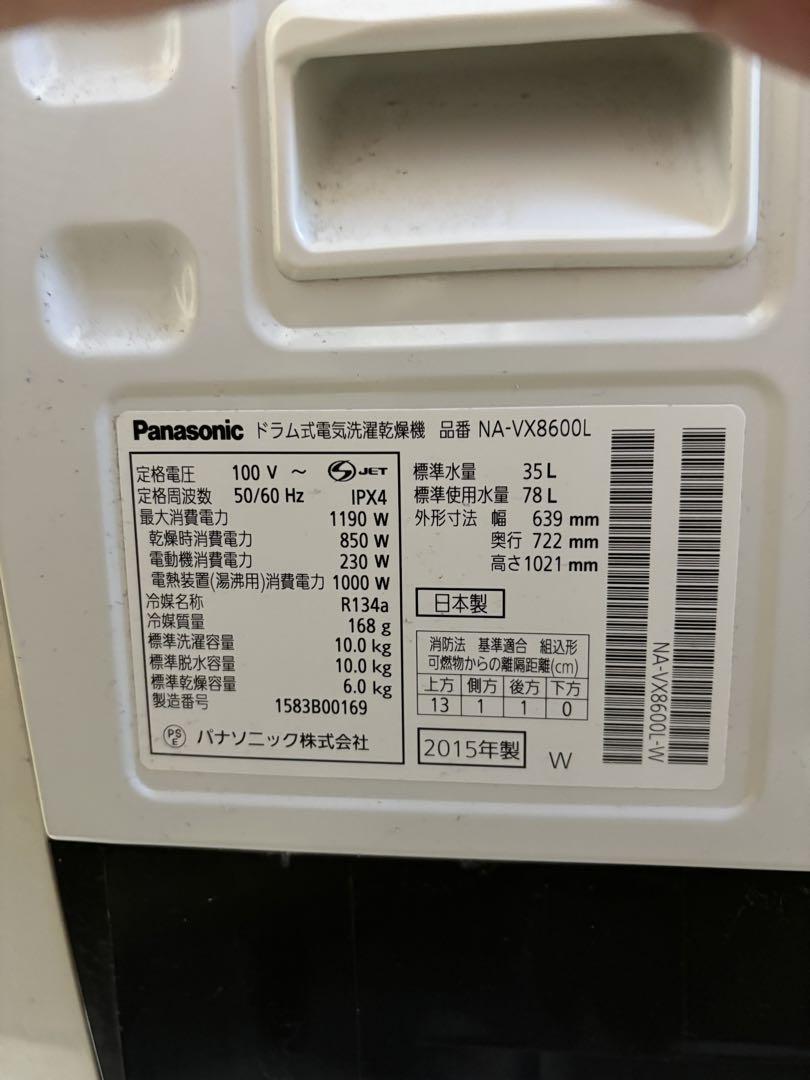 Panasonic ドラム式電気洗濯乾燥機 品番 NA-VX8600L
定格電圧 100 V ～ S JET
定格周波数 50/60 Hz IPX4
最大消費電力 1190 W
乾燥時消費電力 850 W
電動機消費電力 230 W
電熱装置(湯沸用)消費電力 1000 W
冷媒名称 R134a
冷媒質量 168 g
標準洗濯容量 10.0 kg
標準脱水容量 10.0 kg
標準乾燥容量 6.0 kg
製造番号 1583B00169
PSE パナソニック株式会社
標準水量 35 L
標準使用水量 78 L
外形寸法 幅 639 mm
奥行 722 mm
高さ 1021 mm
日本製
消防法 基準適合 組込形
可燃物からの離隔距離(cm)
上方 側方 後方 下方
13 1 1 0
2015年製 W
NA-VX8600L-W